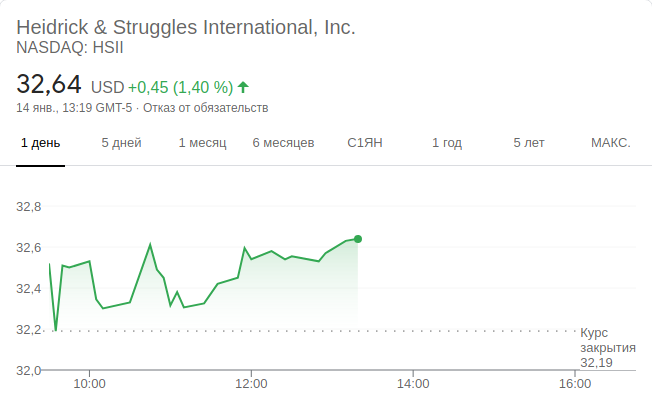 Heidrick & Struggles International, Inc.
NASDAQ: HSII
32,64 USD +0,45 (1,40 %)
14 янв., 13:19 GMT-5 · Отказ от обязательств
1 день 5 дней 1 месяц 6 месяцев С1ЯН 1 год 5 лет МАКС.
32,8
32,6
32,4
32,2
Курс
закрытия
32,19
32,0
10:00 12:00 14:00 16:00